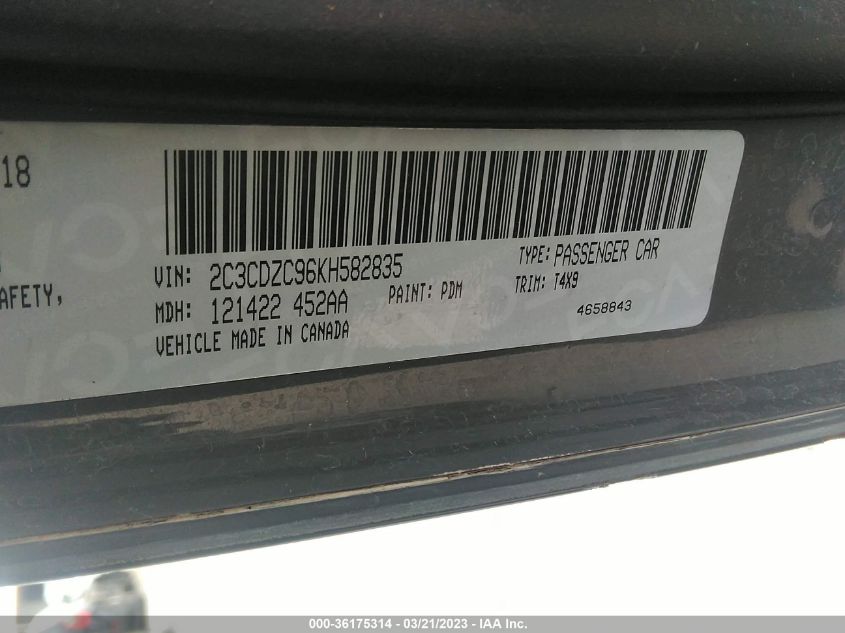 18
AFETY,
VIN: 2C3CDZC96KH582835
TYPE: PASSENGER CAR
MDH: 121422 452AA
PAINT: PDM
TRIM: T4X9
VEHICLE MADE IN CANADA
4658843
000-36175314 - 03/21/2023 - IAA Inc.